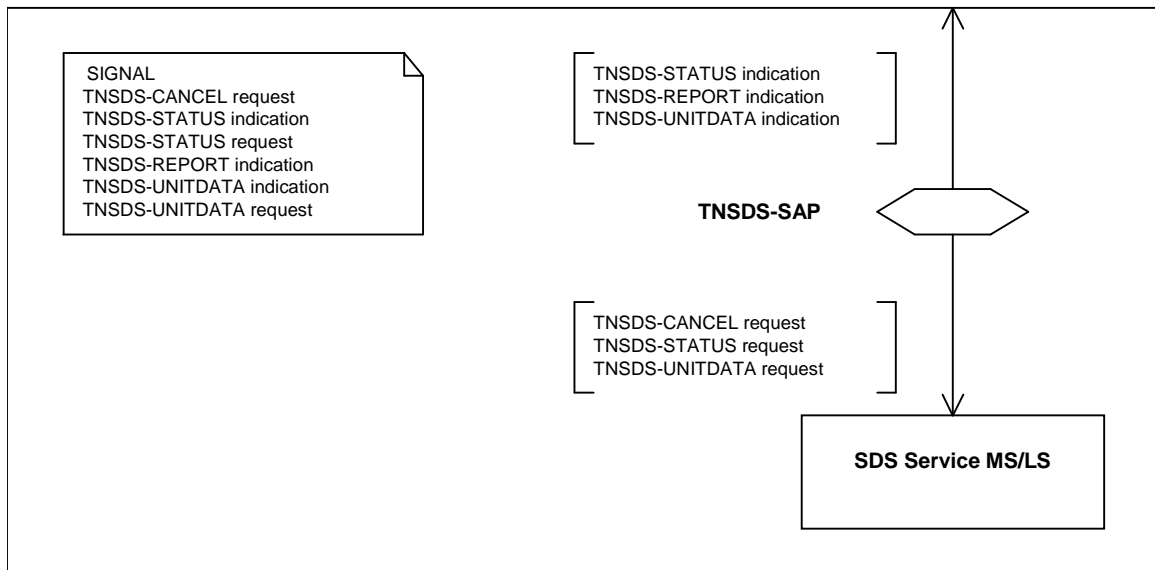 SIGNAL
TNSDS-CANCEL request
TNSDS-STATUS indication
TNSDS-STATUS request
TNSDS-REPORT indication
TNSDS-UNITDATA indication
TNSDS-UNITDATA request
TNSDS-STATUS indication
TNSDS-REPORT indication
TNSDS-UNITDATA indication
TNSDS-SAP
TNSDS-CANCEL request
TNSDS-STATUS request
TNSDS-UNITDATA request
SDS Service MS/LS